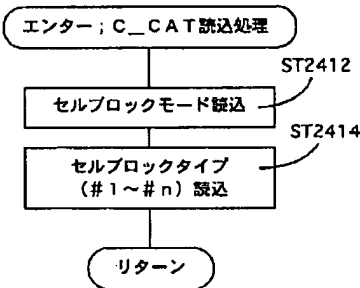 エンター；C＿CAT読込処理
ST2412
セルブロックモード読込
ST2414
セルブロックタイプ
（＃1～＃n）読込
リターン